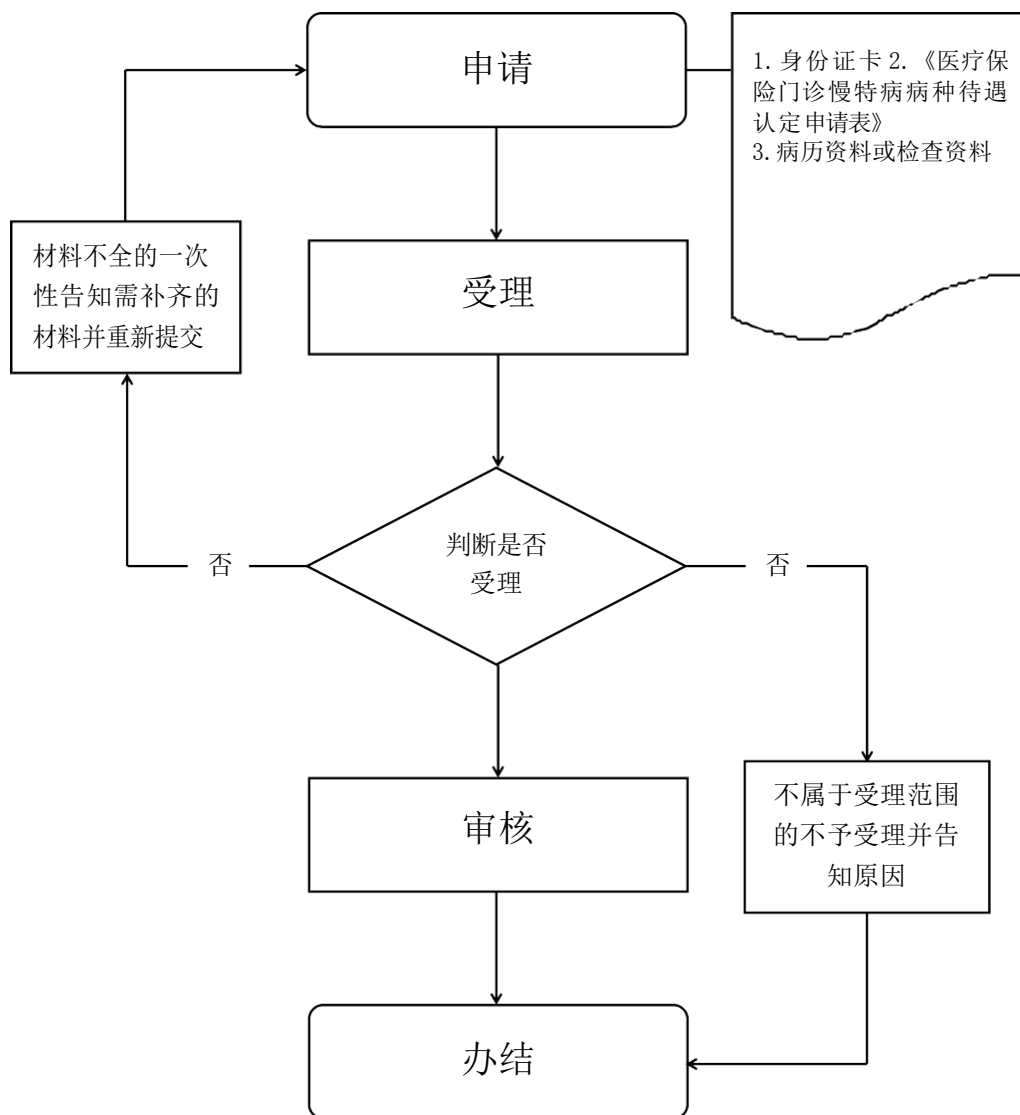 申请
1.身份证卡 2.《医疗保
险门诊慢特病病种待遇
认定申请表》
3.病历资料或检查资料
材料不全的一次
性告知需补齐的
材料并重新提交
受理
判断是否
受理
否
否
审核
不属于受理范围
的不予受理并告
知原因
办结